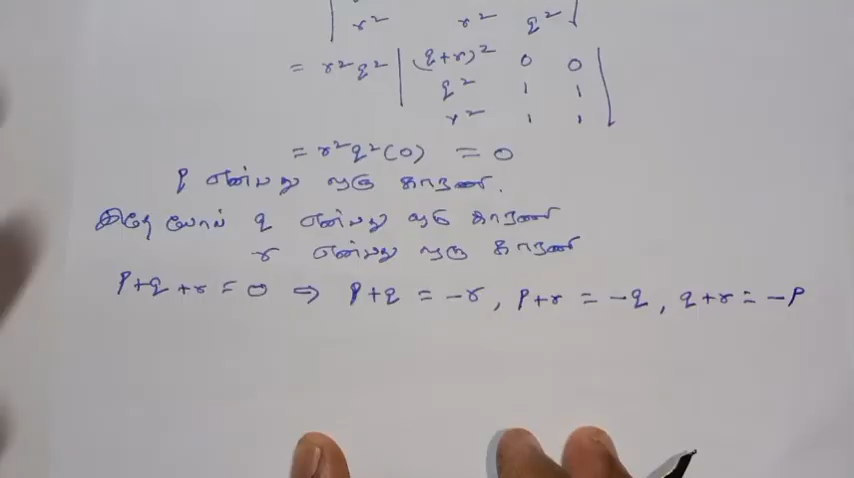 | r² r² q² |
= r²q² | (q+r)² 0 0 |
| q² 1 1 |
| r² 1 1 |
= r²q²(0) = 0
p என்பது ஒரு காரணி.
இதே போல் q என்பது ஒரு காரணி
r என்பது ஒரு காரணி
p+q+r = 0 ⇒ p+q = -r, p+r = -q, q+r = -p